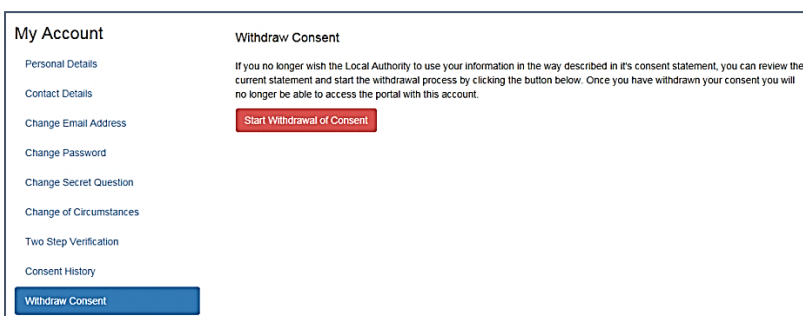 My Account
Personal Details
Contact Details
Change Email Address
Change Password
Change Secret Question
Change of Circumstances
Two Step Verification
Consent History
Withdraw Consent
Withdraw Consent
If you no longer wish the Local Authority to use your information in the way described in it's consent statement, you can review the
current statement and start the withdrawal process by clicking the button below. Once you have withdrawn your consent you will
no longer be able to access the portal with this account.
Start Withdrawal of Consent